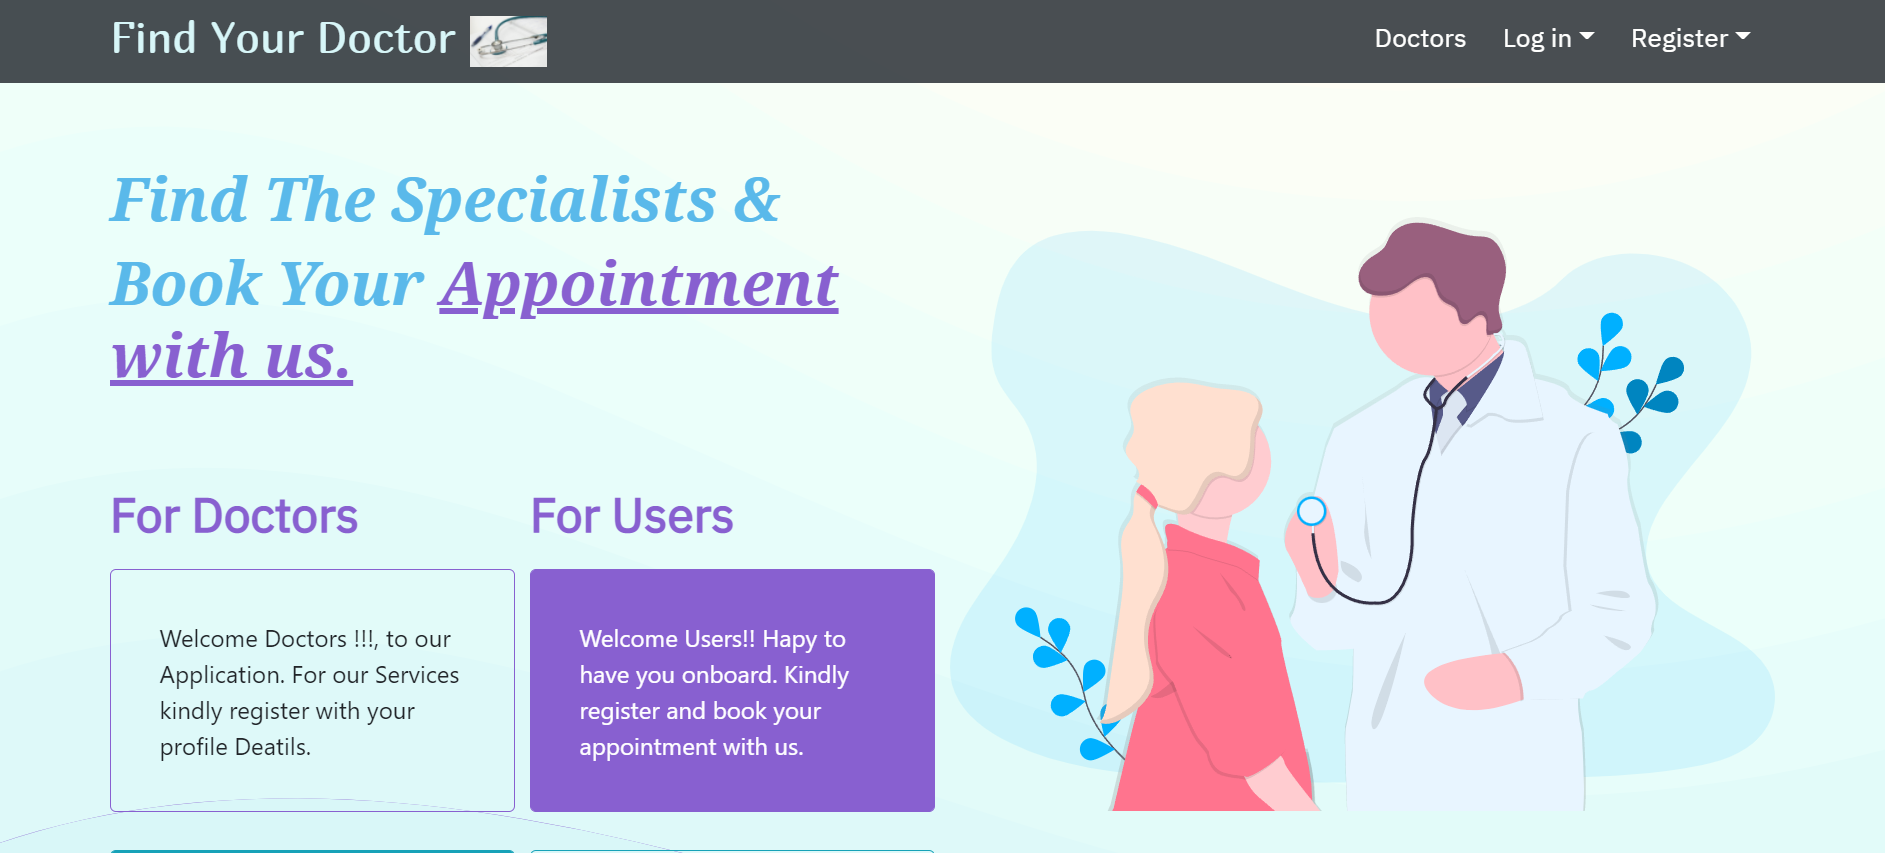 Find Your Doctor
Doctors
Log in
Register
Find The Specialists &
Book Your Appointment
with us.
For Doctors
For Users
Welcome Doctors !!!, to our
Application. For our Services
kindly register with your
profile Deatils.
Welcome Users!! Hapy to
have you onboard. Kindly
register and book your
appointment with us.